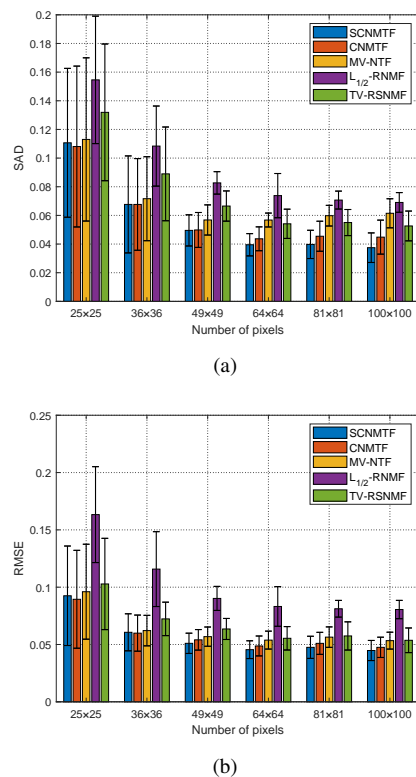 0.2
0.18
0.16
0.14
0.12
0.1
0.08
0.06
0.04
0.02
0
SAD
SCNMTF
CNMTF
MV-NTF
L1/2-RNMF
TV-RSNMF
25×25 36×36 49×49 64×64 81×81 100×100
Number of pixels
(a)
0.25
0.2
0.15
0.1
0.05
0
RMSE
SCNMTF
CNMTF
MV-NTF
L1/2-RNMF
TV-RSNMF
25×25 36×36 49×49 64×64 81×81 100×100
Number of pixels
(b)